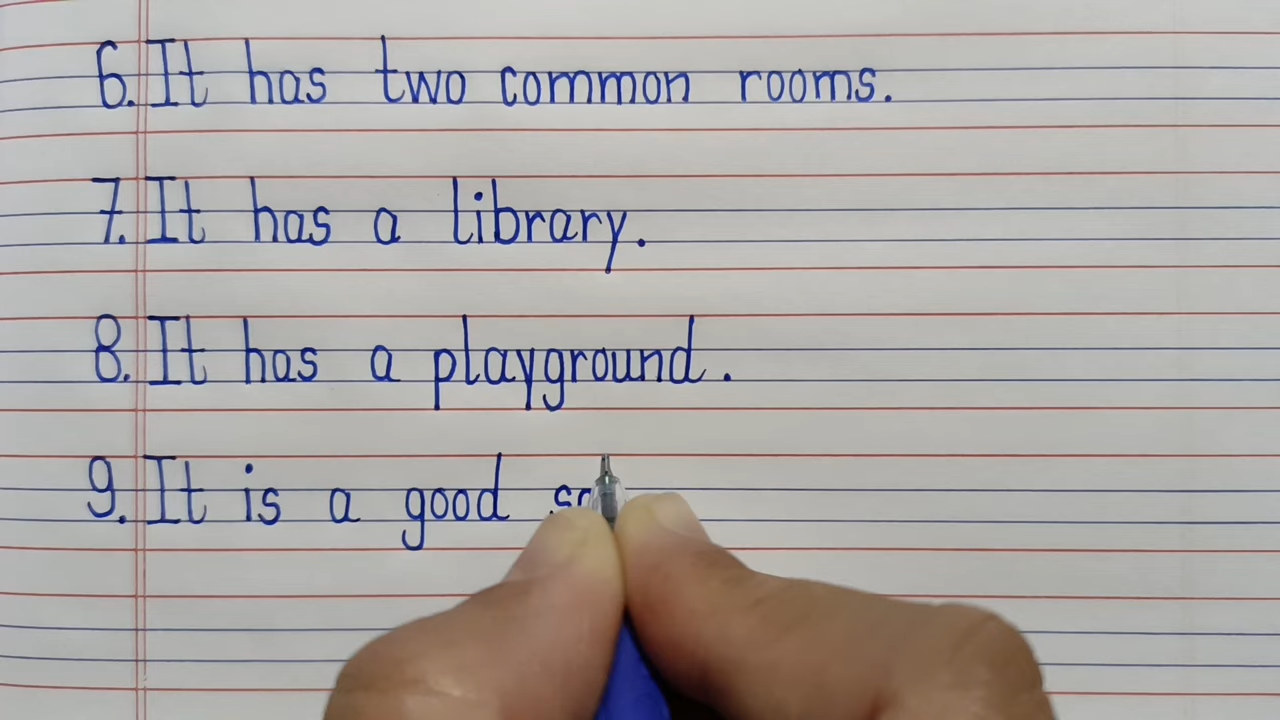 6. It has two common rooms.
7. It has a library.
8. It has a playground.
9. It is a good